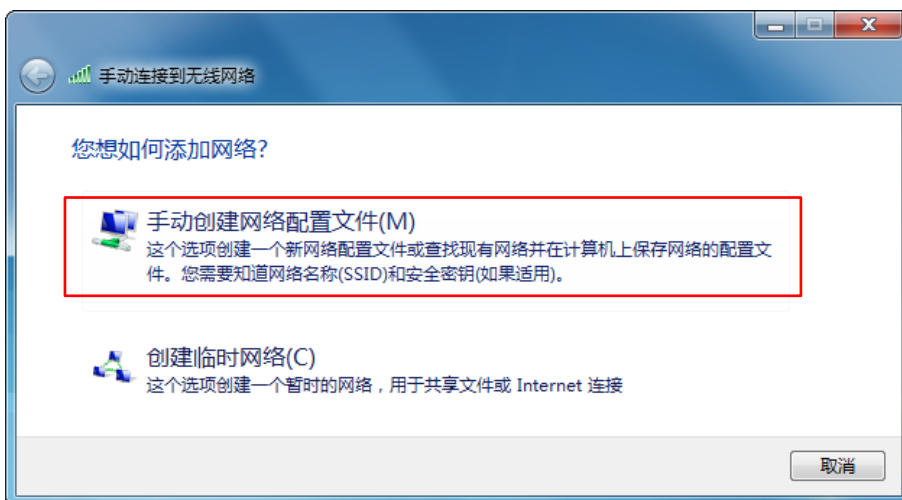 手动连接到无线网络
您想如何添加网络?
手动创建网络配置文件(M)
这个选项创建一个新网络配置文件或查找现有网络并在计算机上保存网络的配置文
件。您需要知道网络名称(SSID)和安全密钥(如果适用)。
创建临时网络(C)
这个选项创建一个暂时的网络，用于共享文件或 Internet 连接
取消